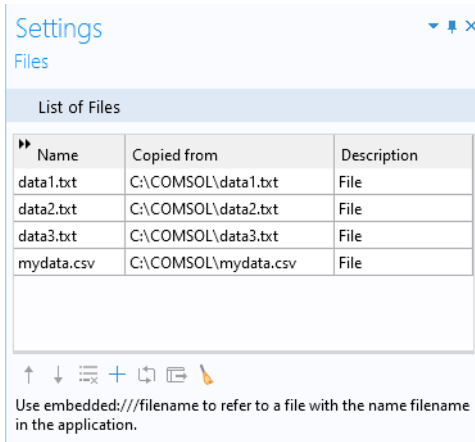 Settings
Files
List of Files
Name Copied from Description
data1.txt C:\COMSOL\data1.txt File
data2.txt C:\COMSOL\data2.txt File
data3.txt C:\COMSOL\data3.txt File
mydata.csv C:\COMSOL\mydata.csv File
Use embedded:///filename to refer to a file with the name filename
in the application.